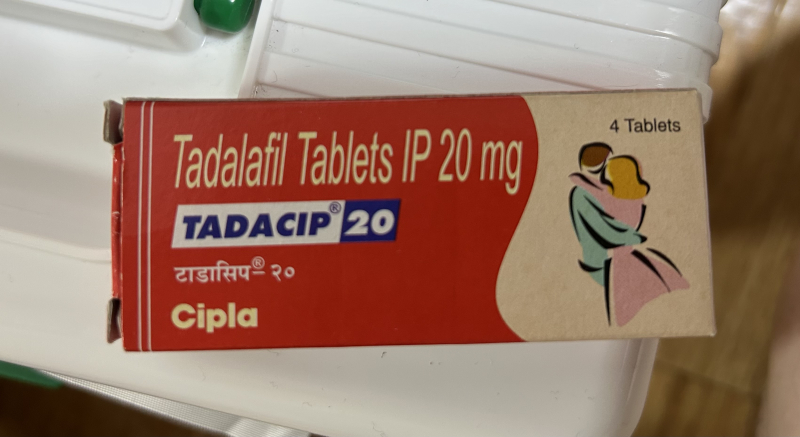 4 Tablets
Tadalafil Tablets IP 20 mg
TADACIP® 20
टाडासिप®– २०
Cipla